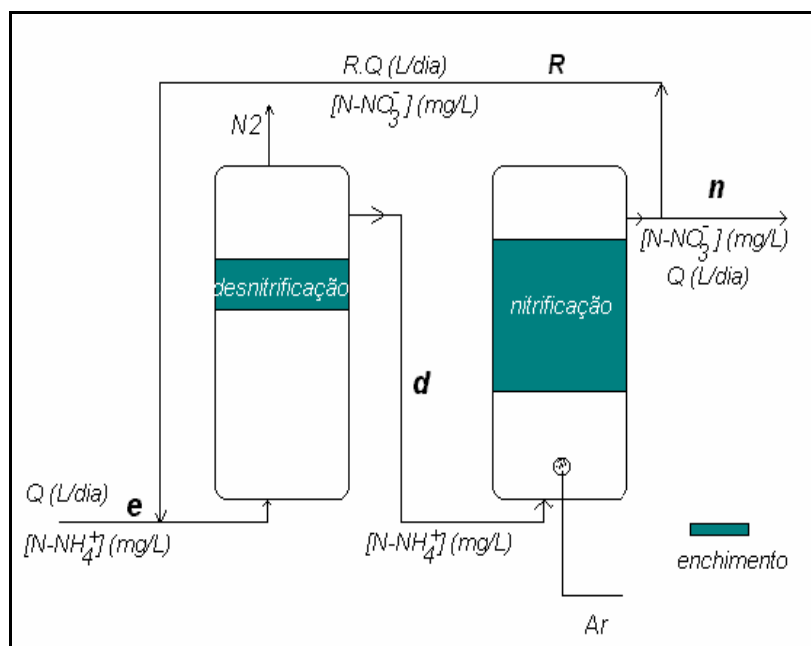 R.Q (L/dia) R
[N-NO3-] (mg/L)
N2
n
[N-NO3-] (mg/L)
Q (L/dia)
desnitrificação
nitrificação
d
Q (L/dia)
e
[N-NH4+] (mg/L)
[N-NH4+] (mg/L)
enchimento
Ar